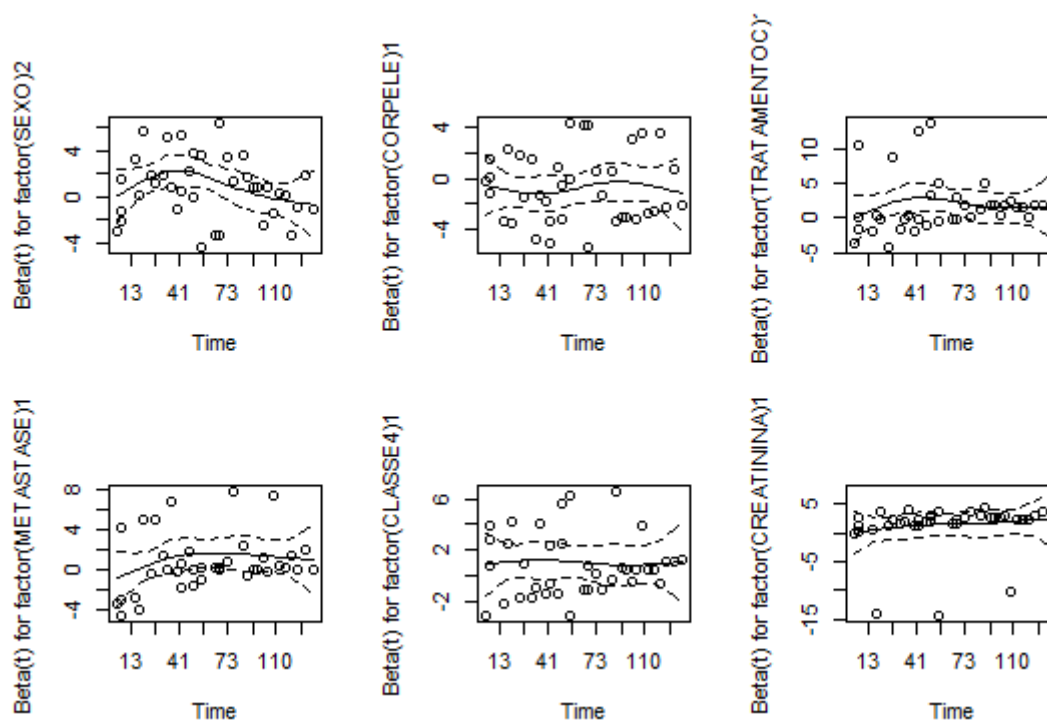 Beta(t) for factor(SEXO)2
4
0
-4
13 41 73 110
Time
Beta(t) for factor(CORPELE)1
4
0
-4
13 41 73 110
Time
Beta(t) for factor(TRATAMENTOC)
10
5
0
-5
13 41 73 110
Time
Beta(t) for factor(METASTASE)1
8
4
0
-4
13 41 73 110
Time
Beta(t) for factor(CLASSE4)1
6
2
-2
13 41 73 110
Time
Beta(t) for factor(CREATININA)1
5
-5
-15
13 41 73 110
Time